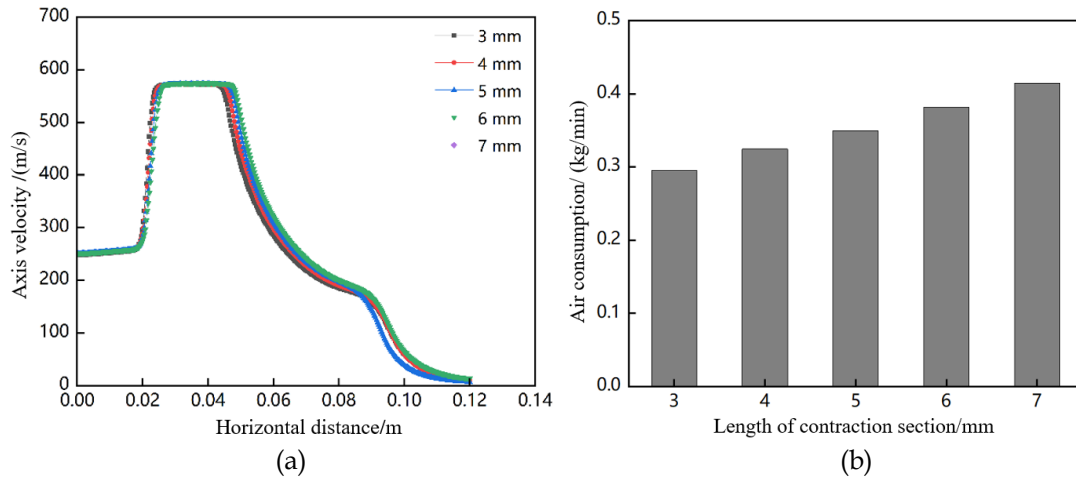 700
600
500
400
300
200
100
0
Axis velocity /(m/s)
3 mm
4 mm
5 mm
6 mm
7 mm
0.00 0.02 0.04 0.06 0.08 0.10 0.12 0.14
Horizontal distance/m
(a)
0.5
0.4
0.3
0.2
0.1
0.0
Air consumption/ (kg/min)
3 4 5 6 7
Length of contraction section/mm
(b)